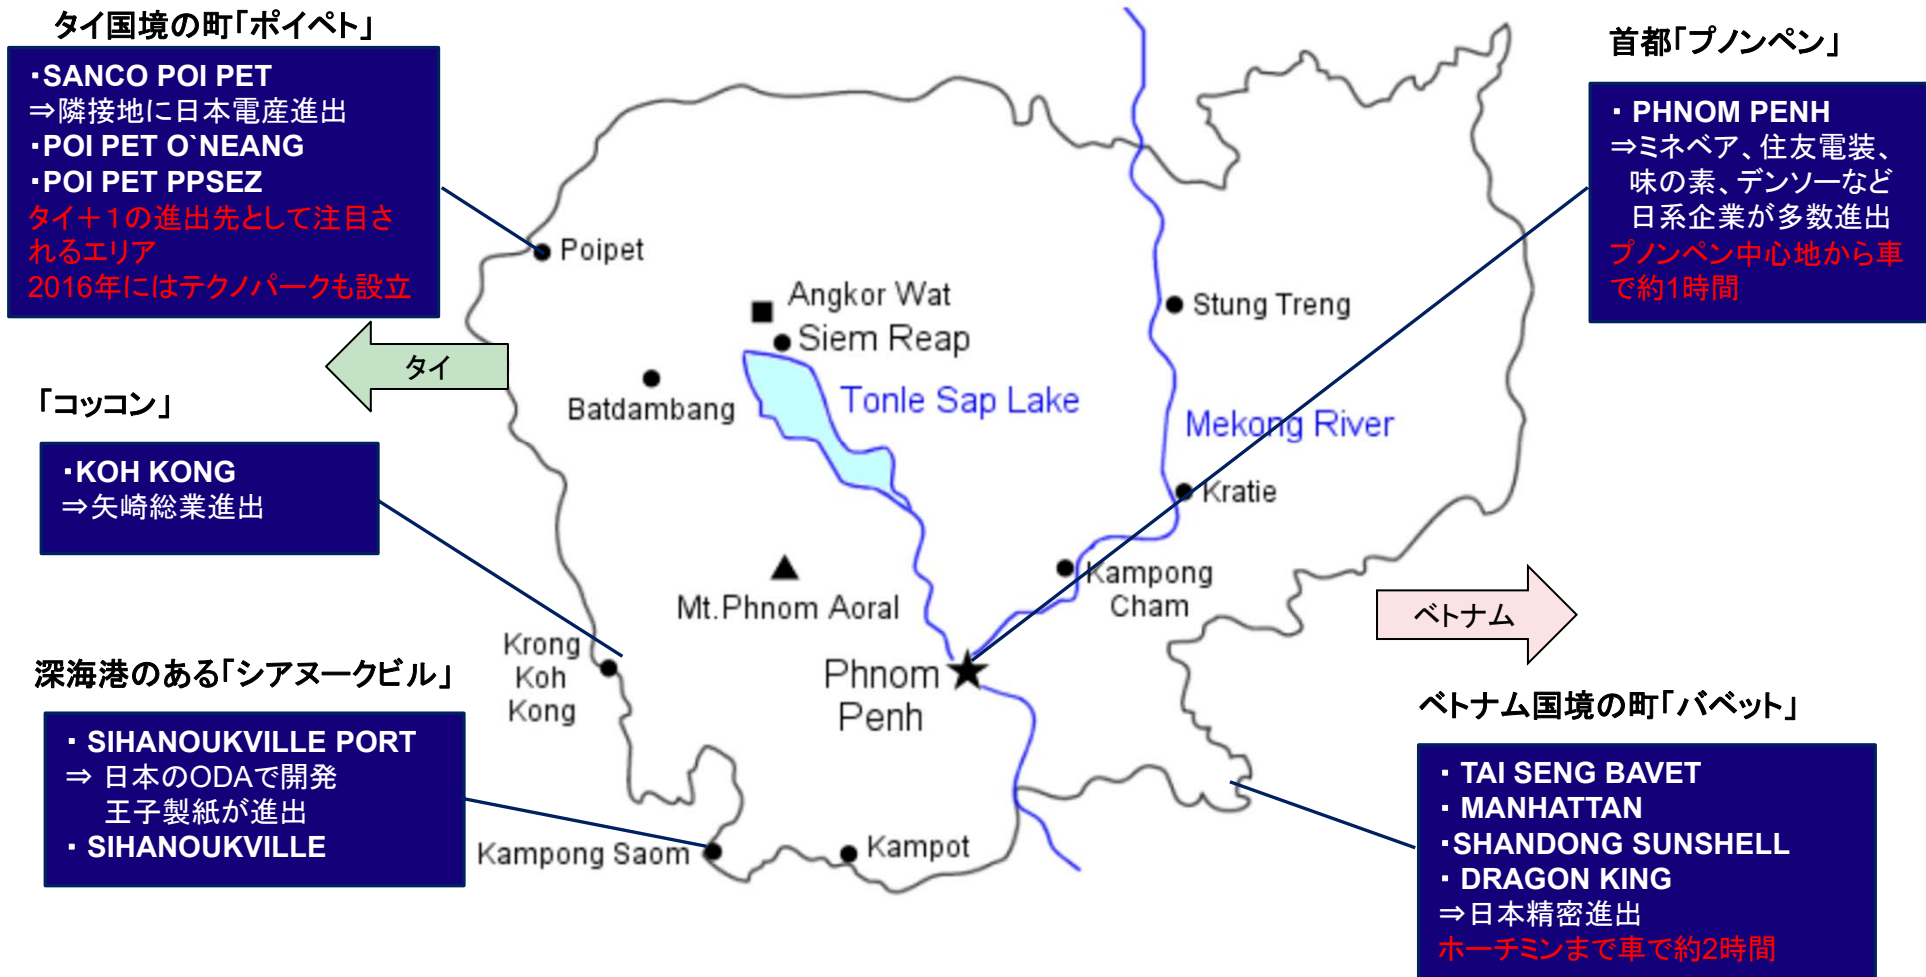 タイ国境の町「ポイペト」
・SANCO POI PET
⇒隣接地に日本電産進出
・POI PET O`NEANG
・POI PET PPSEZ
タイ＋１の進出先として注目さ
れるエリア
2016年にはテクノパークも設立
首都「プノンペン」
・ PHNOM PENH
⇒ミネベア、住友電装、
味の素、デンソーなど
日系企業が多数進出
プノンペン中心地から車
で約1時間
Poipet
Angkor Wat
Siem Reap
Stung Treng
タイ
Batdambang
Tonle Sap Lake
Mekong River
「コッコン」
・KOH KONG
⇒矢崎総業進出
Kratie
Mt.Phnom Aoral
Kampong
Cham
ベトナム
Krong
Koh
Kong
Phnom
Penh
深海港のある「シアヌークビル」
・ SIHANOUKVILLE PORT
⇒ 日本のODAで開発
王子製紙が進出
・ SIHANOUKVILLE
Kampong Saom
Kampot
ベトナム国境の町「バベット」
・ TAI SENG BAVET
・ MANHATTAN
・SHANDONG SUNSHELL
・ DRAGON KING
⇒日本精密進出
ホーチミンまで車で約2時間